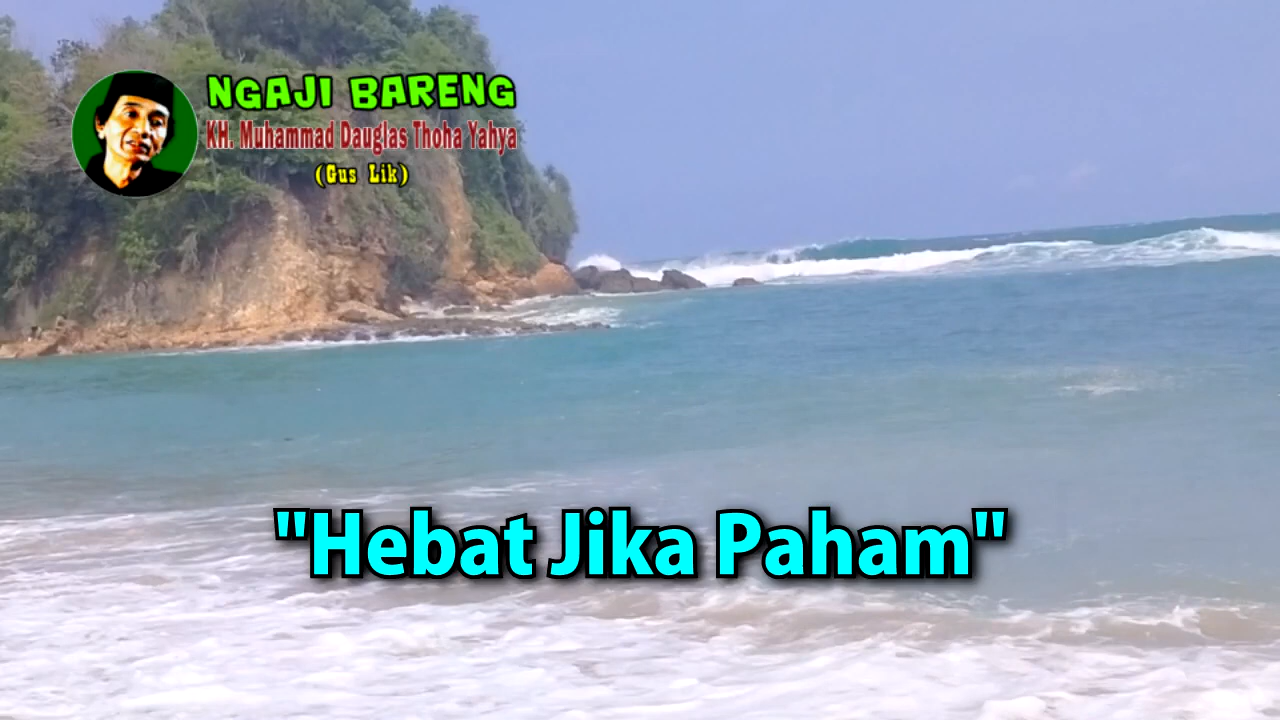 NGAJI BARENG
KH. Muhammad Dauglas Thoha Yahya
(Gus Lik)
"Hebat Jika Paham"